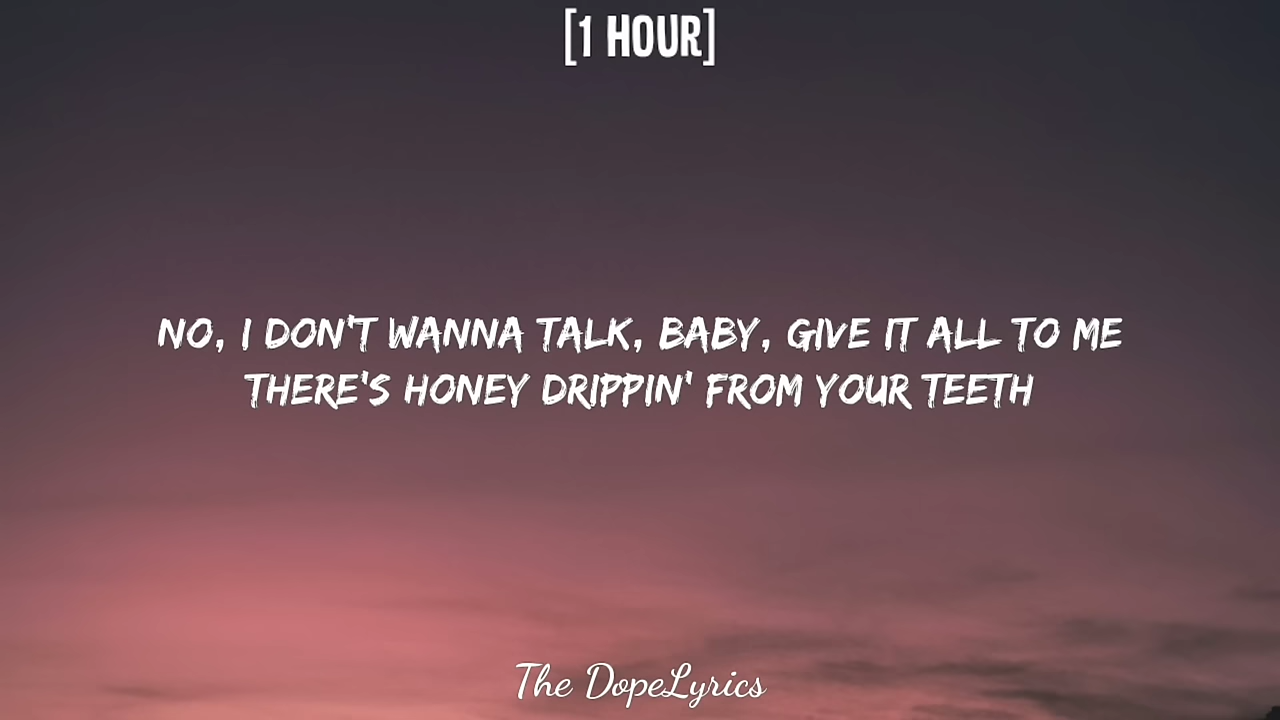 [1 HOUR]
NO, I DON'T WANNA TALK, BABY, GIVE IT ALL TO ME
THERE'S HONEY DRIPPIN' FROM YOUR TEETH
The DopeLyrics